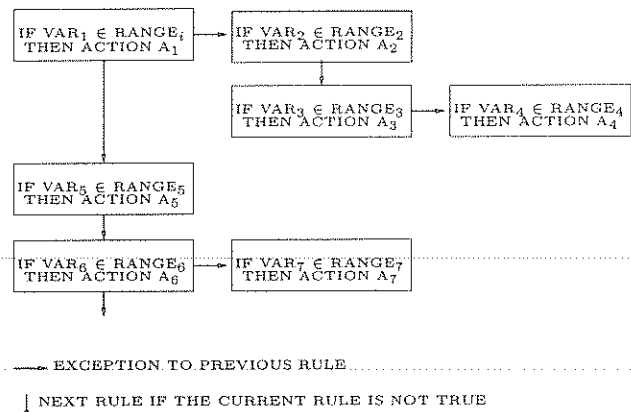 IF VAR₁ ∈ RANGEᵢ
THEN ACTION A₁
IF VAR₂ ∈ RANGE₂
THEN ACTION A₂
IF VAR₃ ∈ RANGE₃
THEN ACTION A₃
IF VAR₄ ∈ RANGE₄
THEN ACTION A₄
IF VAR₅ ∈ RANGE₅
THEN ACTION A₅
IF VAR₆ ∈ RANGE₆
THEN ACTION A₆
IF VAR₇ ∈ RANGE₇
THEN ACTION A₇
EXCEPTION TO PREVIOUS RULE
NEXT RULE IF THE CURRENT RULE IS NOT TRUE